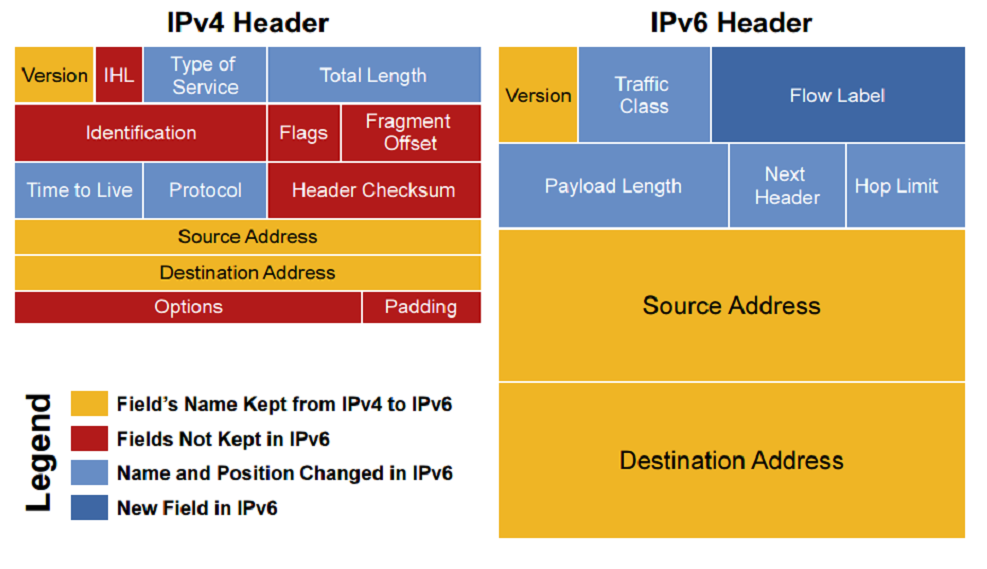 IPv4 Header
Version
IHL
Type of
Service
Total Length
Identification
Flags
Fragment
Offset
Time to Live
Protocol
Header Checksum
Source Address
Destination Address
Options
Padding
IPv6 Header
Version
Traffic
Class
Flow Label
Payload Length
Next
Header
Hop Limit
Source Address
Destination Address
Legend
Field's Name Kept from IPv4 to IPv6
Fields Not Kept in IPv6
Name and Position Changed in IPv6
New Field in IPv6